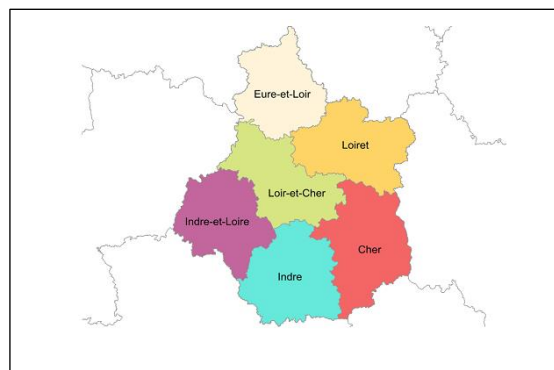 Eure-et-Loir
Loiret
Loir-et-Cher
Indre-et-Loire
Cher
Indre